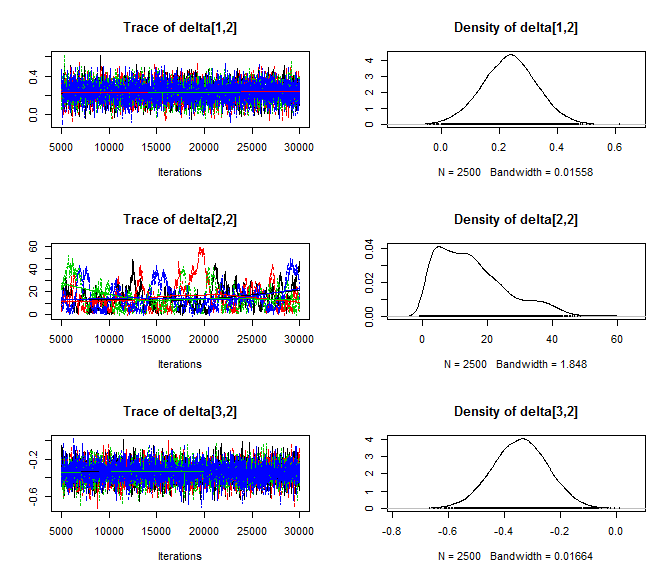 Trace of delta[1,2]
0.4
0.0
5000 10000 15000 20000 25000 30000
Iterations
Density of delta[1,2]
4
3
2
1
0
0.0 0.2 0.4 0.6
N = 2500 Bandwidth = 0.01558
Trace of delta[2,2]
60
40
20
0
5000 10000 15000 20000 25000 30000
Iterations
Density of delta[2,2]
0.04
0.02
0.00
0 20 40 60
N = 2500 Bandwidth = 1.848
Trace of delta[3,2]
-0.2
-0.6
5000 10000 15000 20000 25000 30000
Iterations
Density of delta[3,2]
4
3
2
1
0
-0.8 -0.6 -0.4 -0.2 0.0
N = 2500 Bandwidth = 0.01664